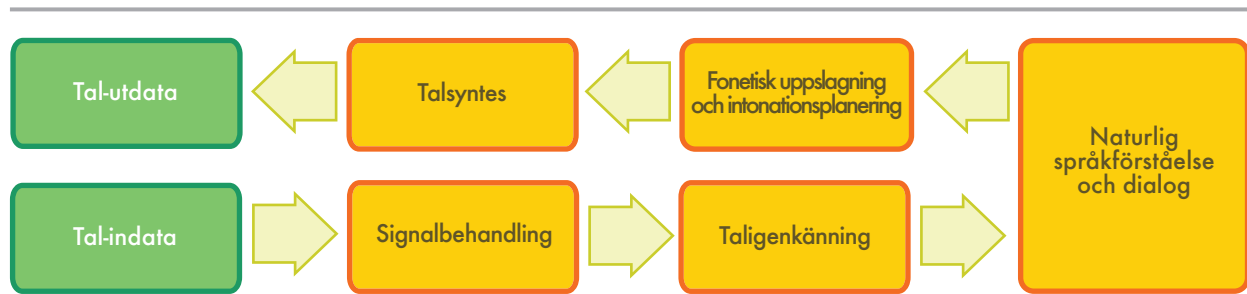 Tal-utdata
Talsyntes
Fonetisk uppslagning
och intonationsplanering
Naturlig
språkförståelse
och dialog
Tal-indata
Signalbehandling
Taligenkänning